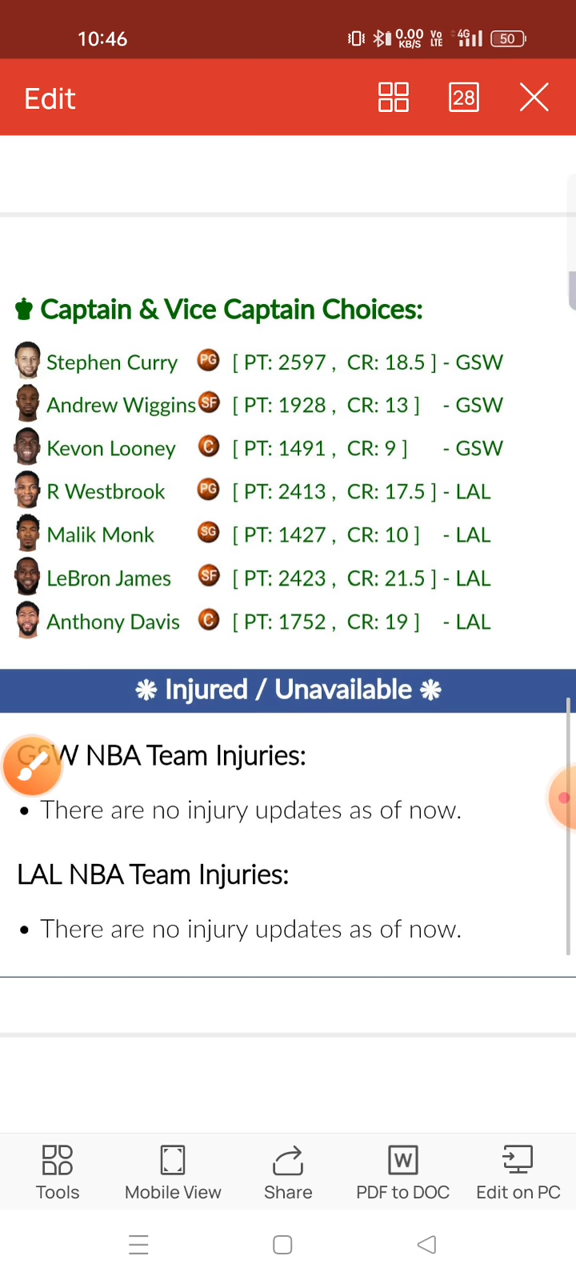 10:46 0.00 KB/S Vo LTE 4G 50
Edit 28
Captain & Vice Captain Choices:
Stephen Curry PG [ PT: 2597 , CR: 18.5 ] - GSW
Andrew Wiggins SF [ PT: 1928 , CR: 13 ] - GSW
Kevon Looney C [ PT: 1491 , CR: 9 ] - GSW
R Westbrook PG [ PT: 2413 , CR: 17.5 ] - LAL
Malik Monk SG [ PT: 1427 , CR: 10 ] - LAL
LeBron James SF [ PT: 2423 , CR: 21.5 ] - LAL
Anthony Davis C [ PT: 1752 , CR: 19 ] - LAL
Injured / Unavailable
GSW NBA Team Injuries:
• There are no injury updates as of now.
LAL NBA Team Injuries:
• There are no injury updates as of now.
W
Tools Mobile View Share PDF to DOC Edit on PC